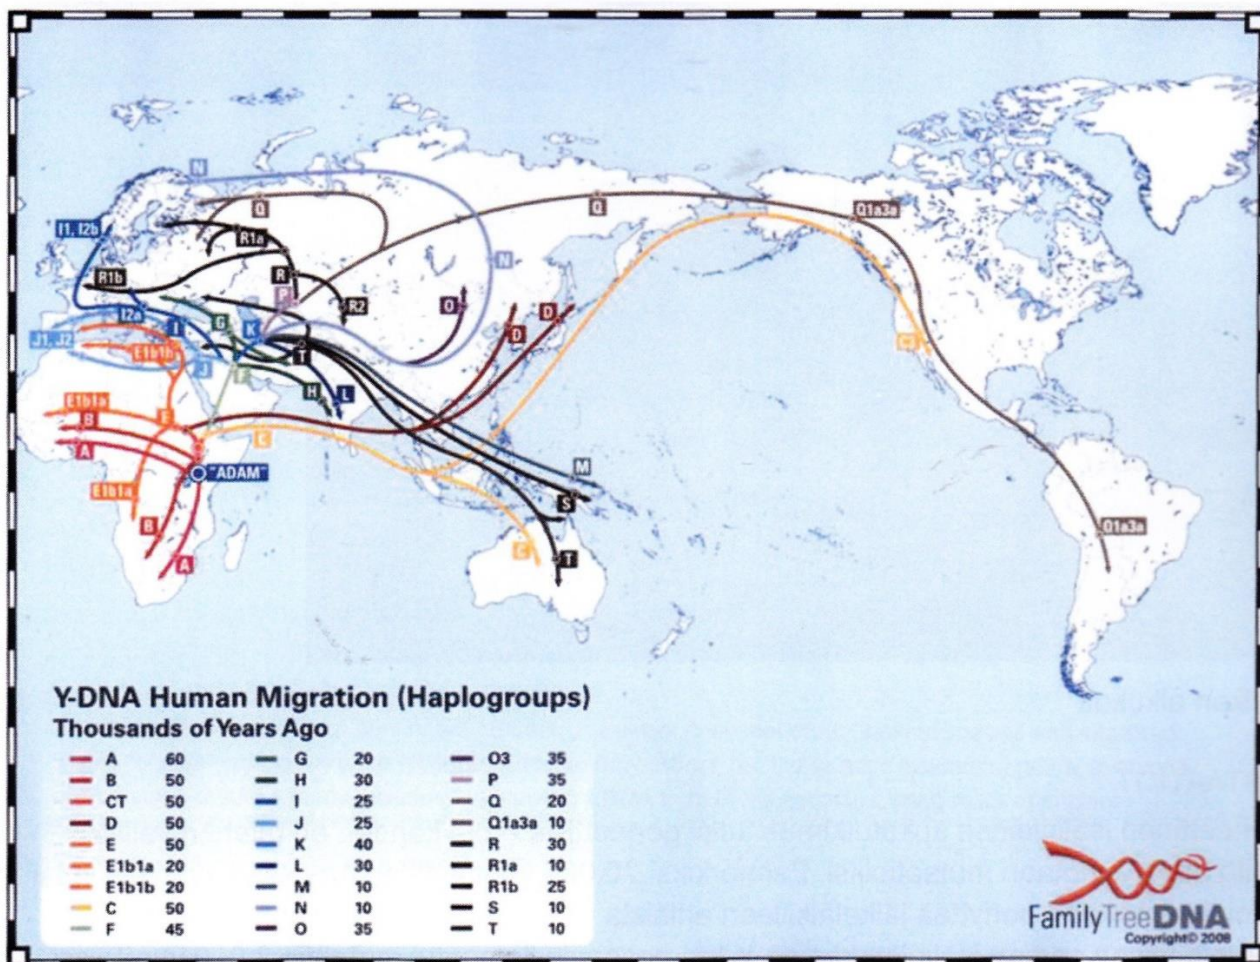 N
Q
Q
Q1a3a
I1, I2b
R1a
N
R
R1b
P
R2
O
D
I2a
G
K
D
I
J1, J2
E1b1b
T
C3
J
F
H
L
E1b1a
B
E
C
A
"ADAM"
M
E1b1a
S
B
Q1a3a
C
T
A
Y-DNA Human Migration (Haplogroups)
Thousands of Years Ago
A 60 G 20 O3 35
B 50 H 30 P 35
CT 50 I 25 Q 20
D 50 J 25 Q1a3a 10
E 50 K 40 R 30
E1b1a 20 L 30 R1a 10
E1b1b 20 M 10 R1b 25
C 50 N 10 S 10
F 45 O 35 T 10
FamilyTreeDNA
Copyright© 2008